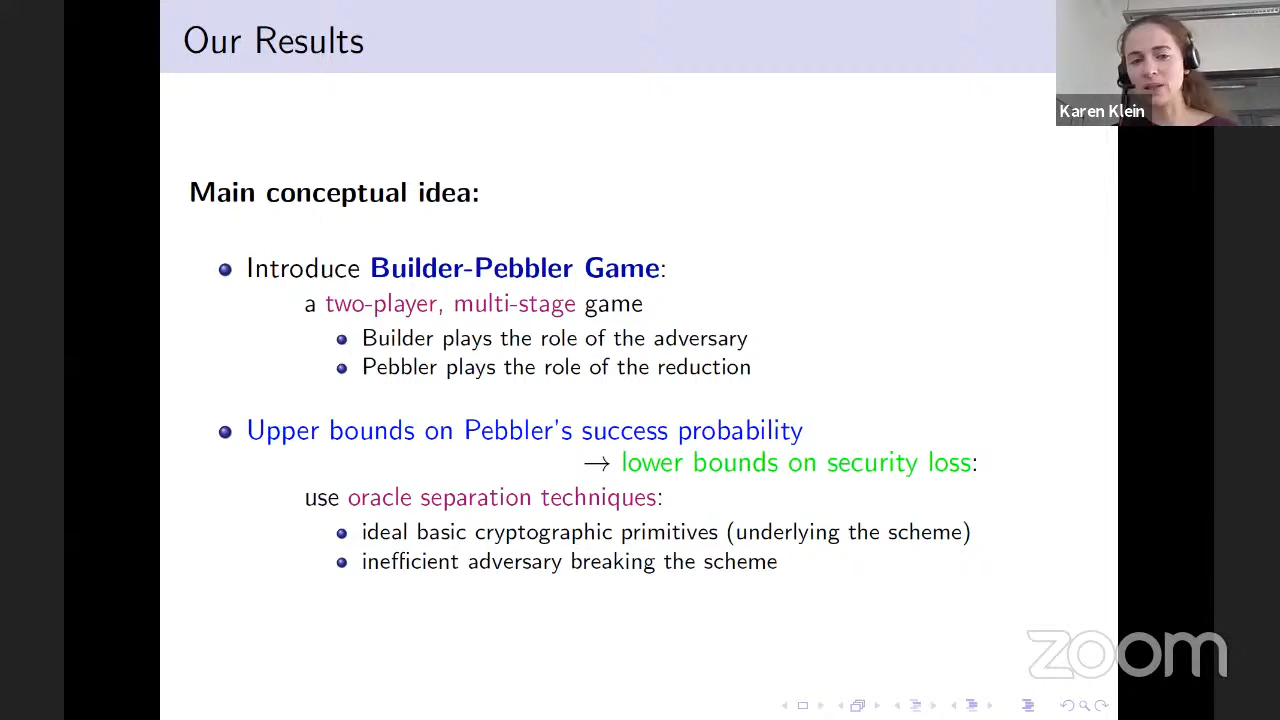 Our Results
Karen Klein
Main conceptual idea:
Introduce Builder-Pebbler Game:
a two-player, multi-stage game
Builder plays the role of the adversary
Pebbler plays the role of the reduction
Upper bounds on Pebbler's success probability
→ lower bounds on security loss:
use oracle separation techniques:
ideal basic cryptographic primitives (underlying the scheme)
inefficient adversary breaking the scheme
zoom